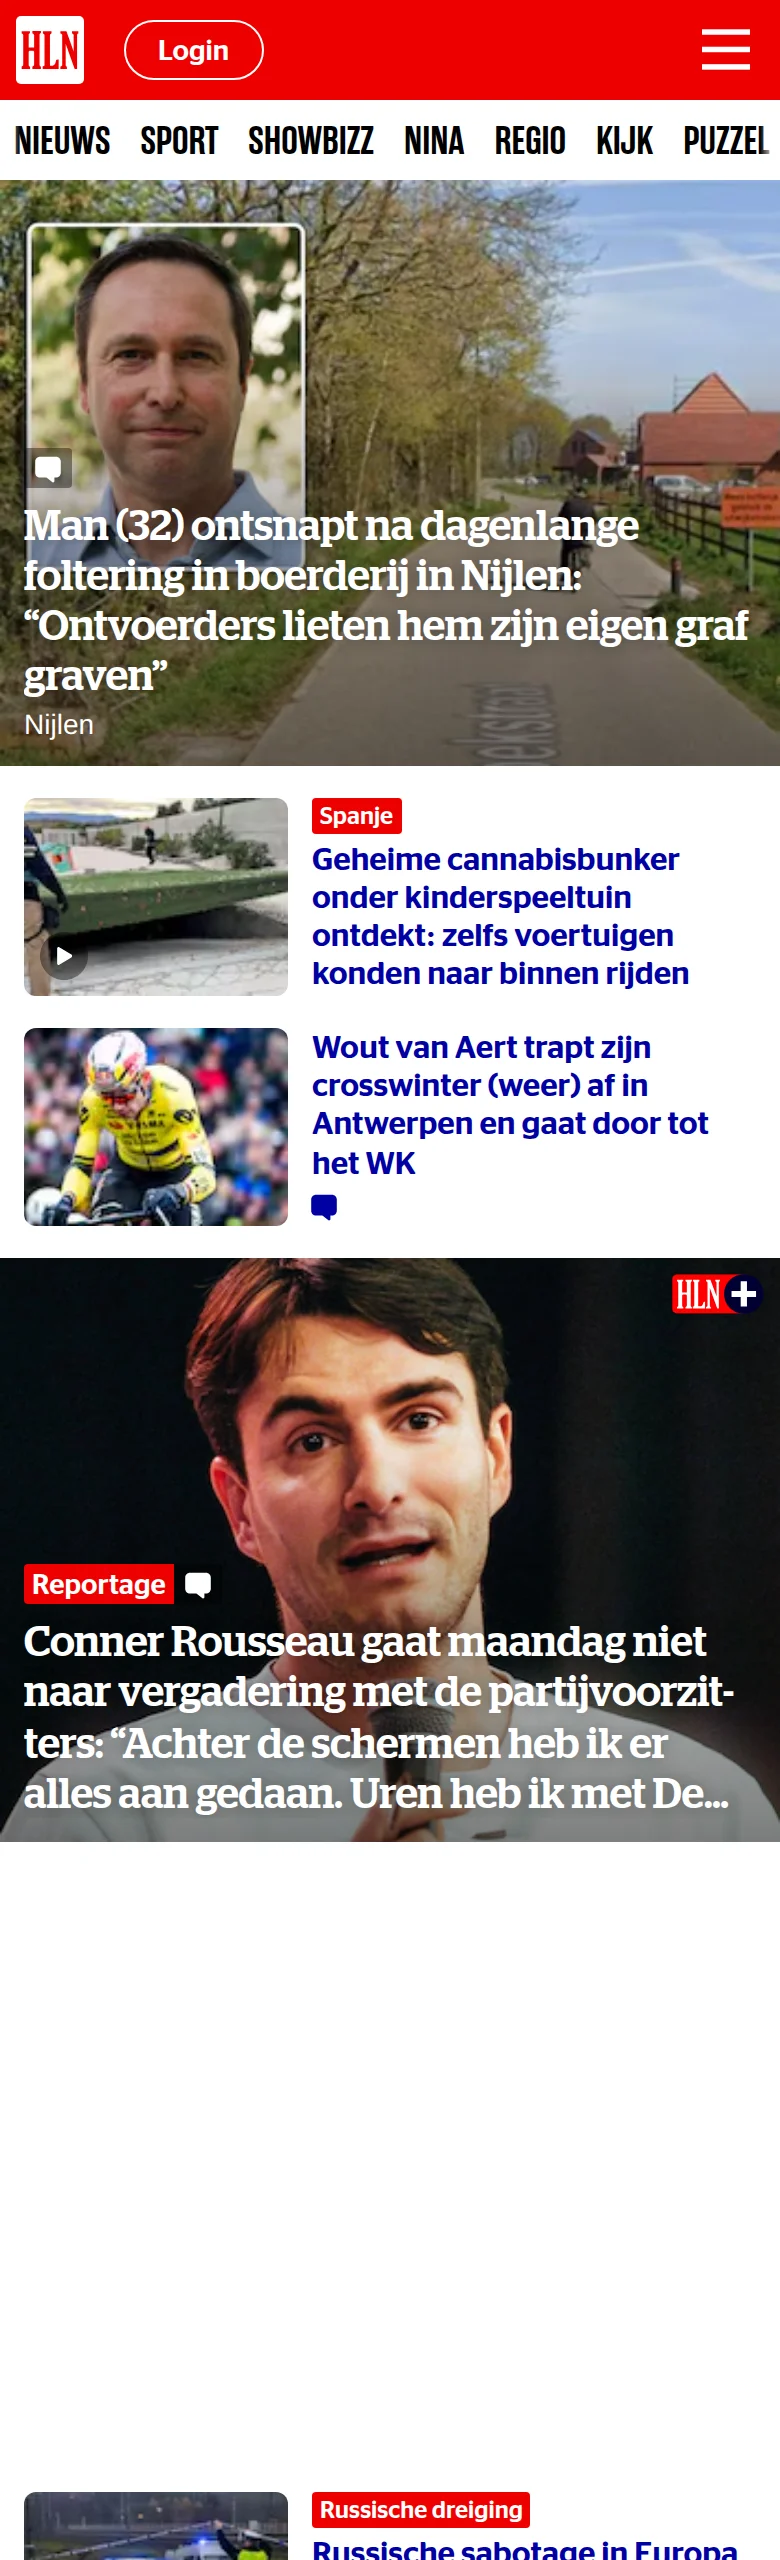 HLN
Login
NIEUWS SPORT SHOWBIZZ NINA REGIO KIJK PUZZEL
Man (32) ontsnapt na dagenlange
foltering in boerderij in Nijlen:
“Ontvoerders lieten hem zijn eigen graf
graven”
Nijlen
Spanje
Geheime cannabisbunker
onder kinderspeeltuin
ontdekt: zelfs voertuigen
konden naar binnen rijden
Wout van Aert trapt zijn
crosswinter (weer) af in
Antwerpen en gaat door tot
het WK
HLN+
Reportage
Conner Rousseau gaat maandag niet
naar vergadering met de partijvoorzit-
ters: “Achter de schermen heb ik er
alles aan gedaan. Uren heb ik met De...
Russische dreiging
Russische sabotage in Europa